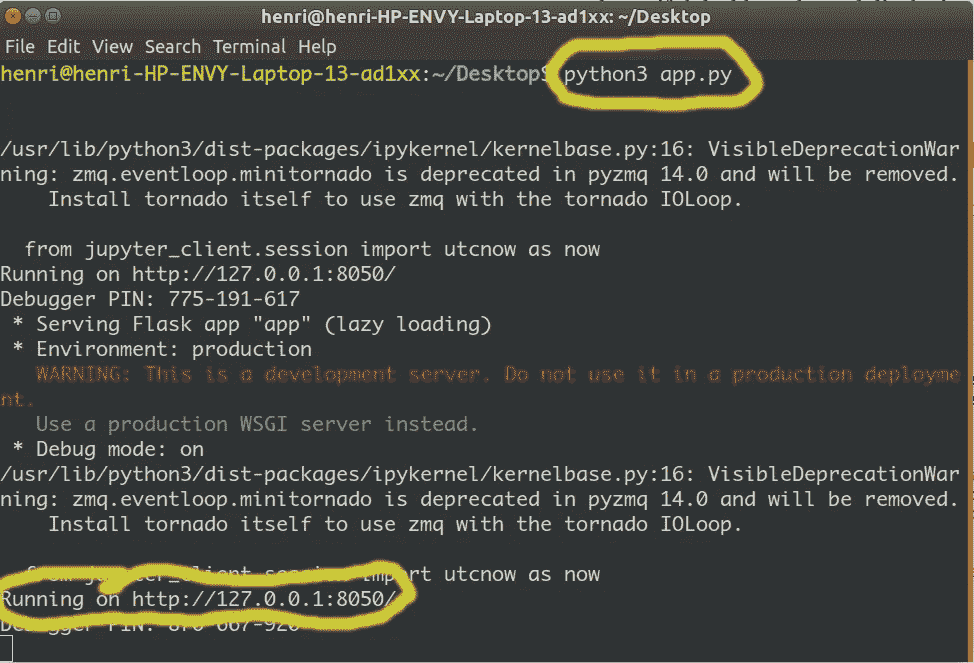 henri@henri-HP-ENVY-Laptop-13-ad1xx: ~/Desktop
File Edit View Search Terminal Help
henri@henri-HP-ENVY-Laptop-13-ad1xx:~/Desktop$ python3 app.py
/usr/lib/python3/dist-packages/ipykernel/kernelbase.py:16: VisibleDeprecationWar
ning: zmq.eventloop.minitornado is deprecated in pyzmq 14.0 and will be removed.
Install tornado itself to use zmq with the tornado IOLoop.
from jupyter_client.session import utcnow as now
Running on http://127.0.0.1:8050/
Debugger PIN: 775-191-617
* Serving Flask app "app" (lazy loading)
* Environment: production
WARNING: This is a development server. Do not use it in a production deployme
nt.
Use a production WSGI server instead.
* Debug mode: on
/usr/lib/python3/dist-packages/ipykernel/kernelbase.py:16: VisibleDeprecationWar
ning: zmq.eventloop.minitornado is deprecated in pyzmq 14.0 and will be removed.
Install tornado itself to use zmq with the tornado IOLoop.
from jupyter_client.session import utcnow as now
Running on http://127.0.0.1:8050/
Debugger PIN: